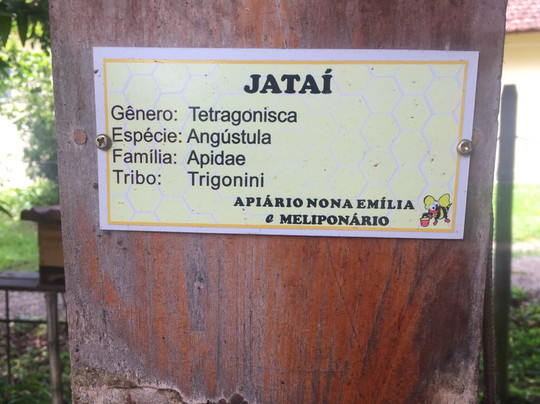 JATAÍ
Gênero: Tetragonisca
Espécie: Angústula
Família: Apidae
Tribo: Trigonini
APIÁRIO NONA EMÍLIA
e MELIPONÁRIO